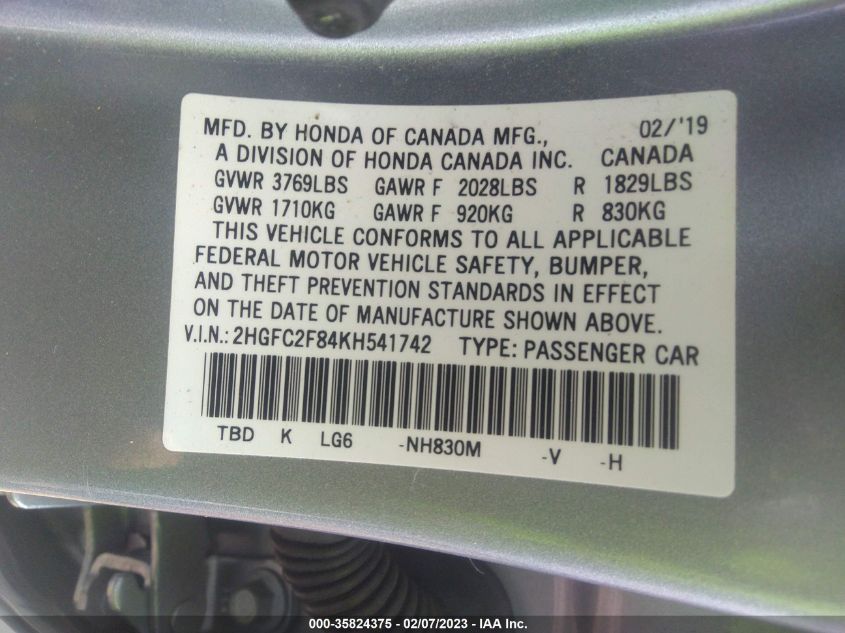 MFD. BY HONDA OF CANADA MFG., 02/'19
A DIVISION OF HONDA CANADA INC. CANADA
GVWR 3769LBS GAWR F 2028LBS R 1829LBS
GVWR 1710KG GAWR F 920KG R 830KG
THIS VEHICLE CONFORMS TO ALL APPLICABLE
FEDERAL MOTOR VEHICLE SAFETY, BUMPER,
AND THEFT PREVENTION STANDARDS IN EFFECT
ON THE DATE OF MANUFACTURE SHOWN ABOVE.
V.I.N.: 2HGFC2F84KH541742 TYPE: PASSENGER CAR
TBD K LG6 -NH830M -V -H
000-35824375 - 02/07/2023 - IAA Inc.